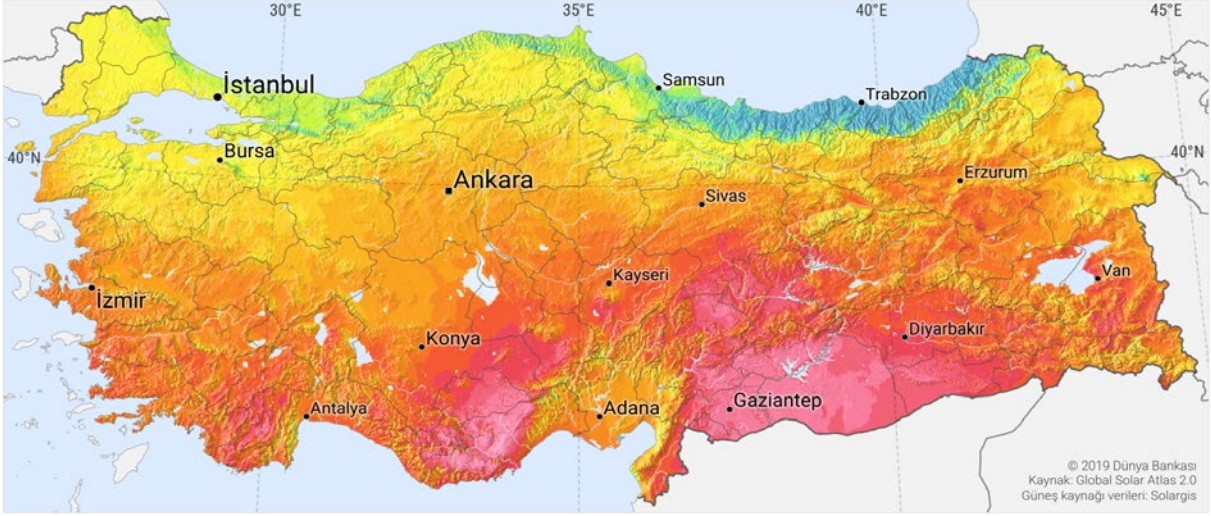 30°E
35°E
40°E
45°E
İstanbul
Samsun
Trabzon
40°N
Bursa
40°N
Ankara
Erzurum
Sivas
Kayseri
Van
İzmir
Konya
Diyarbakır
Antalya
Adana
Gaziantep
© 2019 Dünya Bankası
Kaynak: Global Solar Atlas 2.0
Güneş kaynağı verileri: Solargis